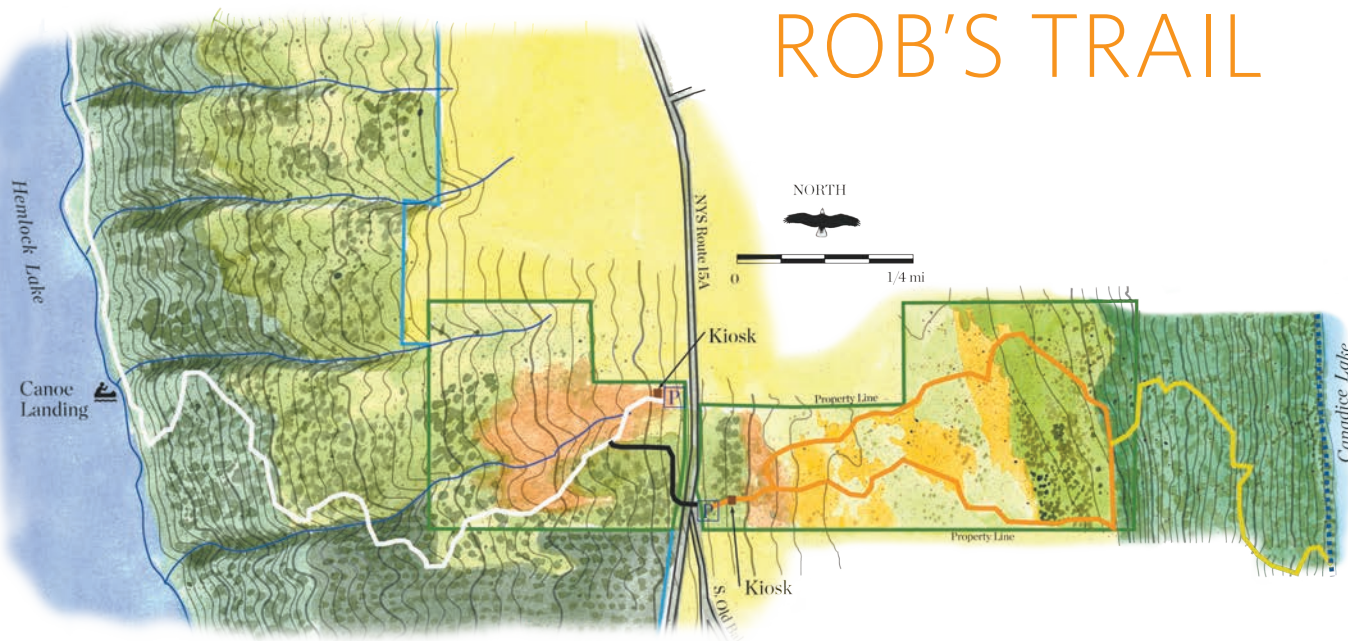 ROB'S TRAIL
NORTH
0
1/4 mi
Hemlock Lake
NYS Route 15A
Kiosk
P
Canoe
Landing
Property Line
Canadice Lake
P
Property Line
Kiosk
S. Old